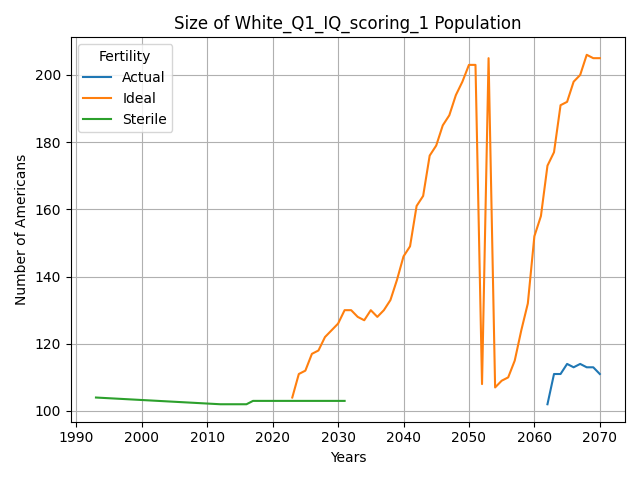 Size of White_Q1_IQ_scoring_1 Population
Fertility
Actual
Ideal
Sterile
Number of Americans
200
180
160
140
120
100
1990
2000
2010
2020
2030
2040
2050
2060
2070
Years